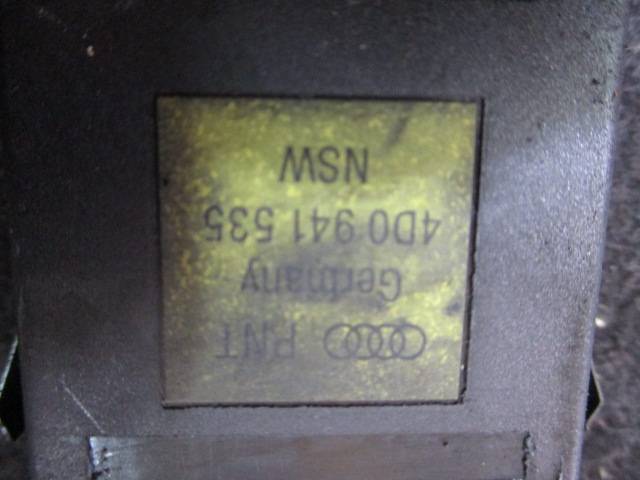 PNT
Germany
4D0 941 535
NSW